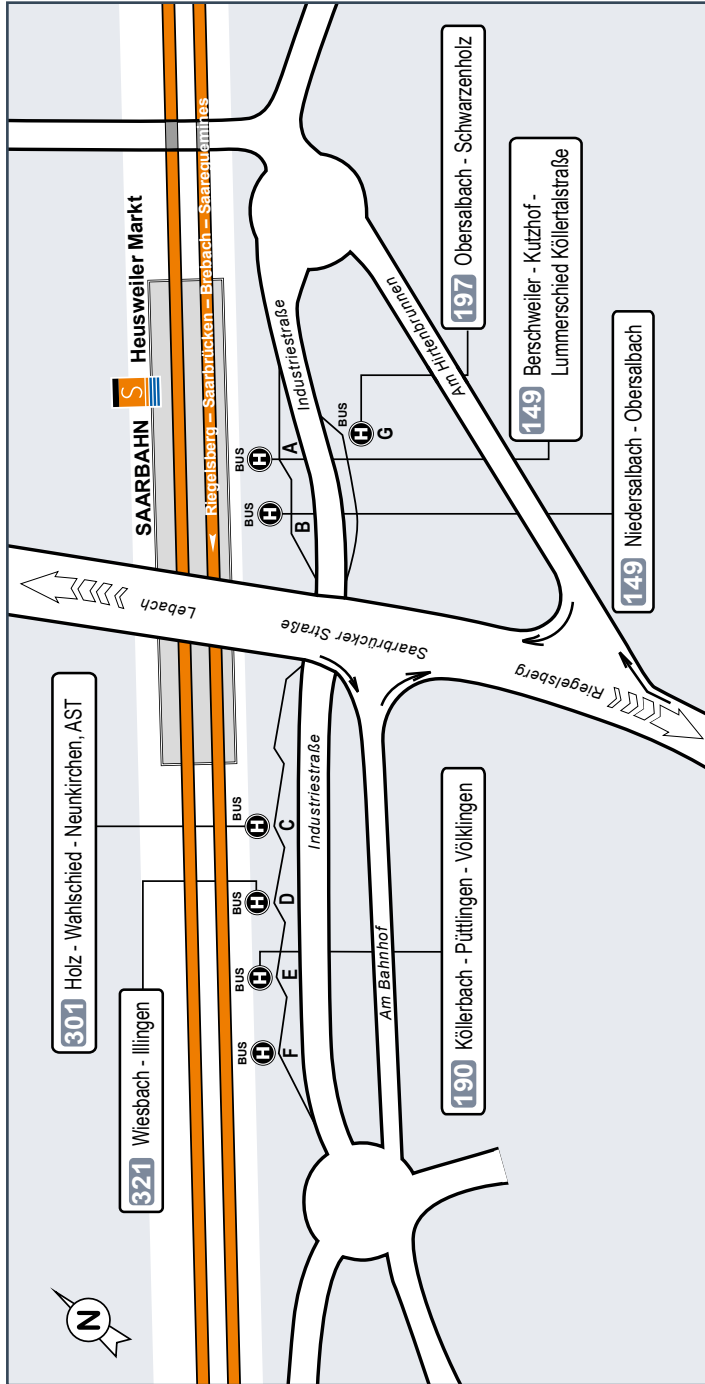 N
321 Wiesbach - Illingen
301 Holz - Wahlschied - Neunkirchen, AST
SAARBAHN S Heusweiler Markt
Riegelsberg – Saarbrücken – Brebach – Saareguemines
BUS
H
F
BUS
H
E
BUS
H
D
BUS
H
C
BUS
H
B
BUS
H
A
BUS
H
G
Industriestraße
Industriestraße
Am Bahnhof
Lebach
Saarbrücker Straße
Riegelsberg
Am Hirtenbrunnen
190 Köllerbach - Püttlingen - Völklingen
197 Obersalbach - Schwarzenholz
149 Berschweiler - Kutzhof -
Lummerschied Köllertalstraße
149 Niedersalbach - Obersalbach